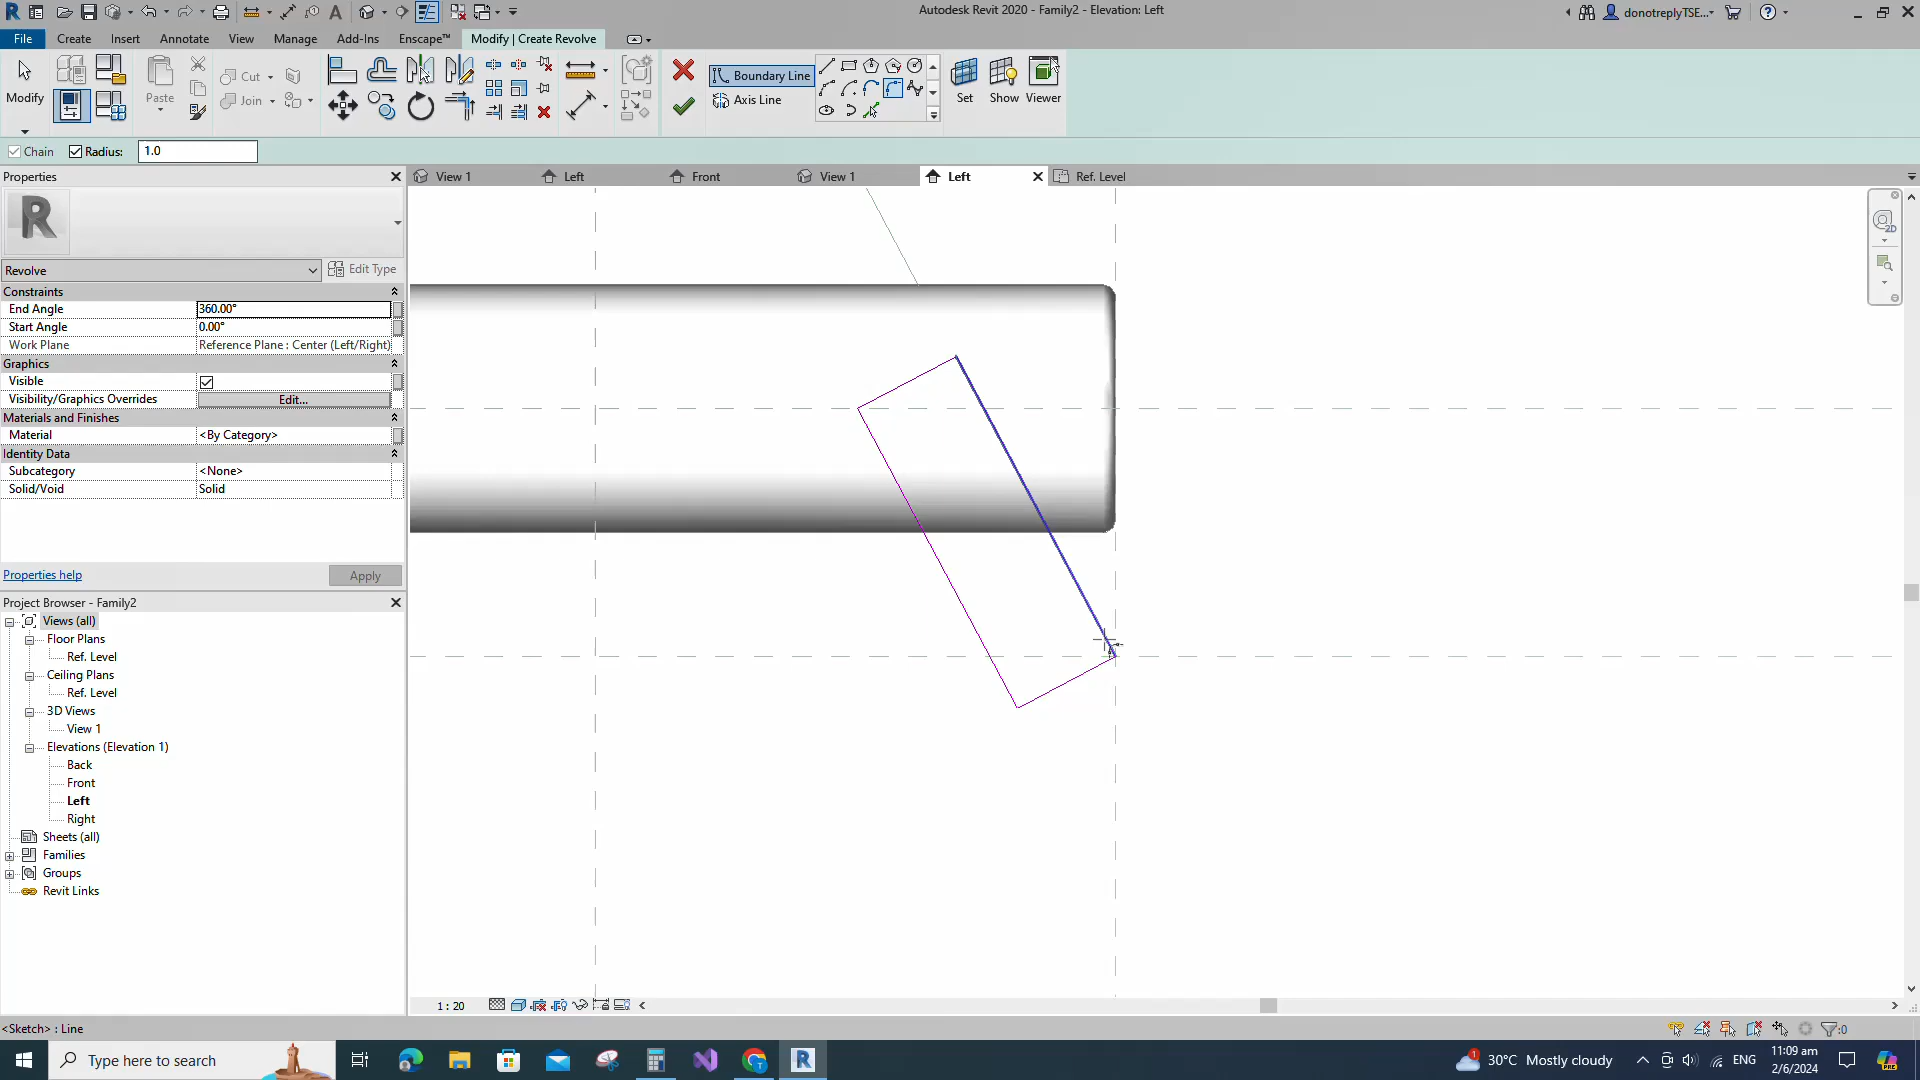 Autodesk Revit 2020 - Family2 - Elevation: Left
donotreplyTSE...
File Create Insert Annotate View Manage Add-Ins Enscape™ Modify | Create Revolve
Modify
Paste
Cut
Join
Boundary Line
Axis Line
Set Show Viewer
Chain Radius: 1.0
Properties
View 1 Left Front View 1 Left Ref. Level
2D
R
Revolve Edit Type
Constraints
End Angle 360.00°
Start Angle 0.00°
Work Plane Reference Plane : Center (Left/Right)
Graphics
Visible
Visibility/Graphics Overrides Edit...
Materials and Finishes
Material <By Category>
Identity Data
Subcategory <None>
Solid/Void Solid
Properties help Apply
Project Browser - Family2
Views (all)
Floor Plans
Ref. Level
Ceiling Plans
Ref. Level
3D Views
View 1
Elevations (Elevation 1)
Back
Front
Left
Right
Sheets (all)
Families
Groups
Revit Links
1 : 20
<Sketch> : Line
:0
Type here to search
30°C Mostly cloudy
ENG
11:09 am
2/6/2024